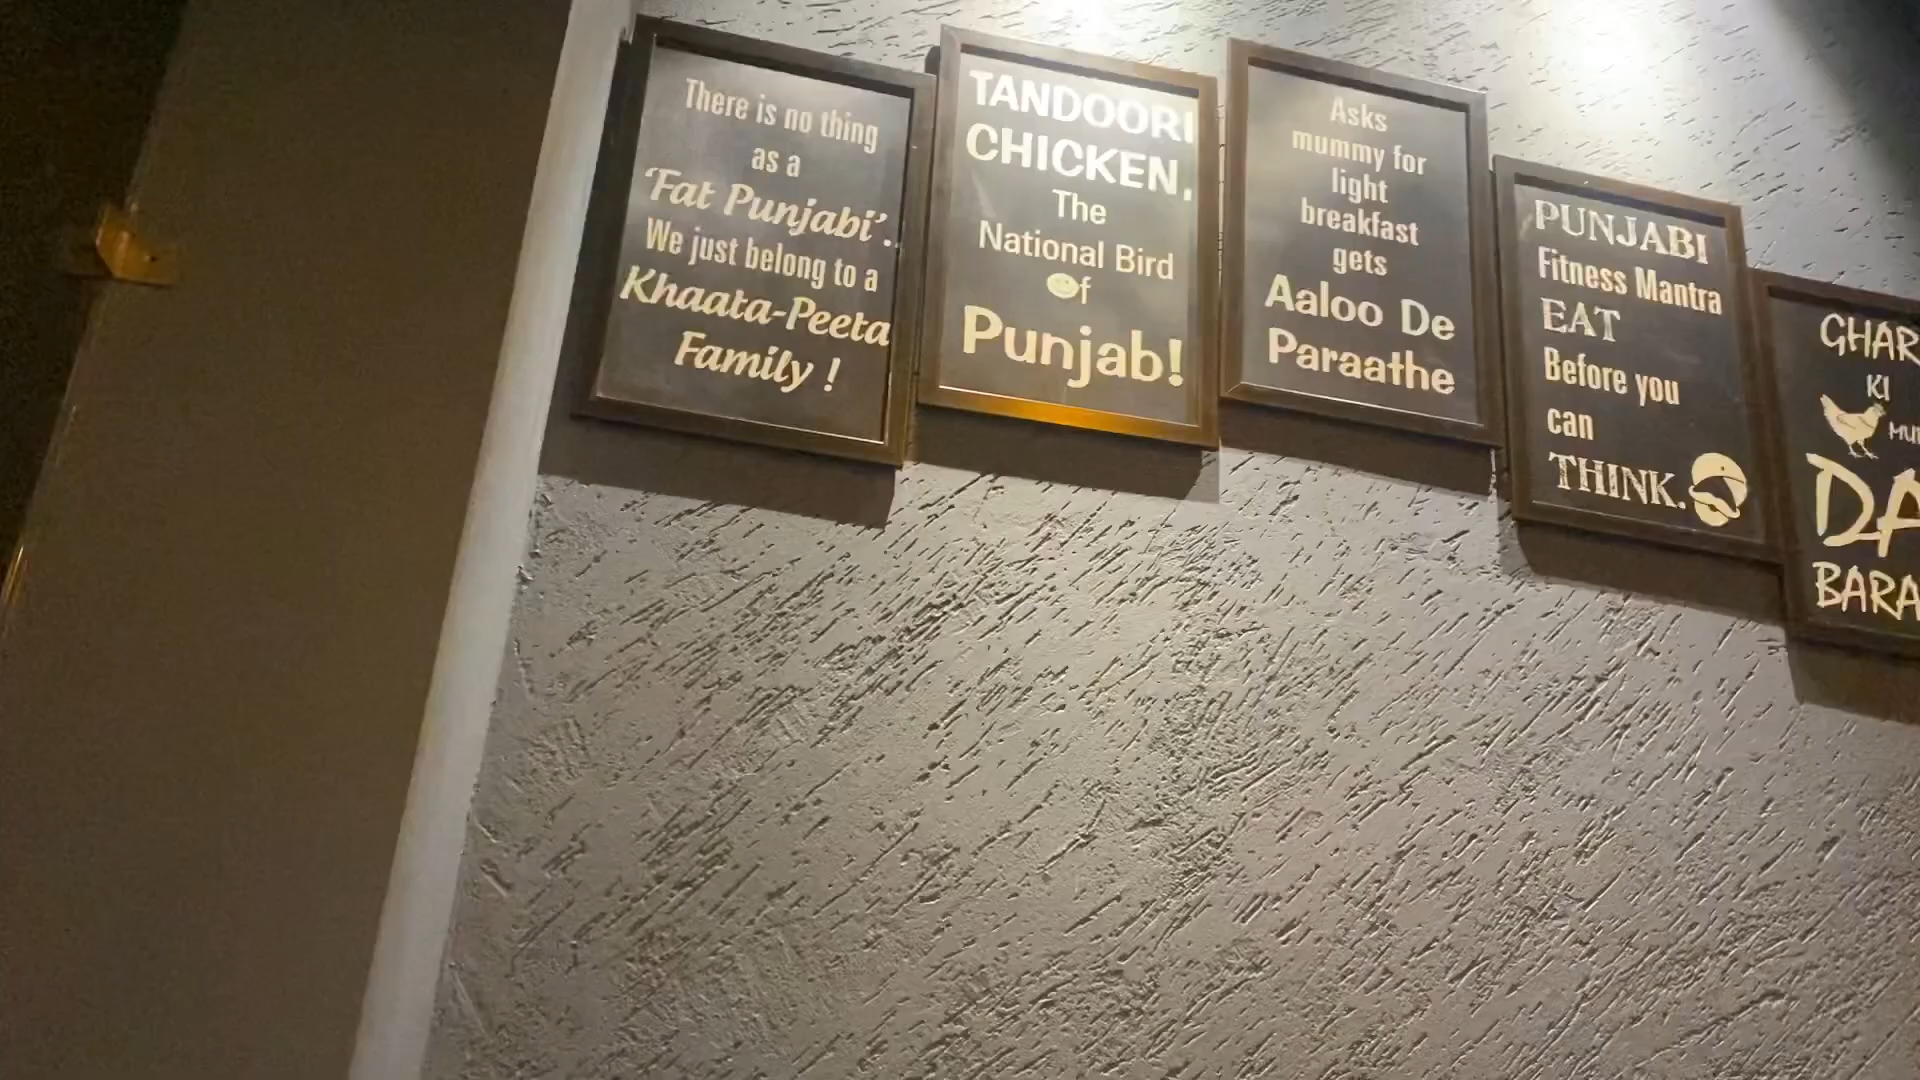 There is no thing
as a
'Fat Punjabi'..
We just belong to a
Khaata-Peeta
Family !
TANDOORI
CHICKEN,
The
National Bird
Of
Punjab!
Asks
mummy for
light
breakfast
gets
Aaloo De
Paraathe
PUNJABI
Fitness Mantra
EAT
Before you
can
THINK.
GHAR
KI